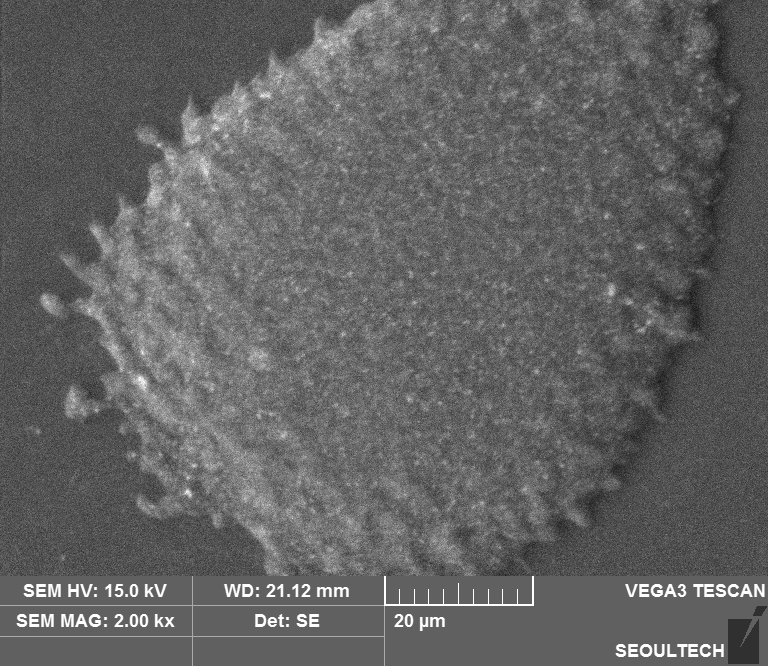 SEM HV: 15.0 kV
WD: 21.12 mm
VEGA3 TESCAN
SEM MAG: 2.00 kx
Det: SE
20 µm
SEOULTECH